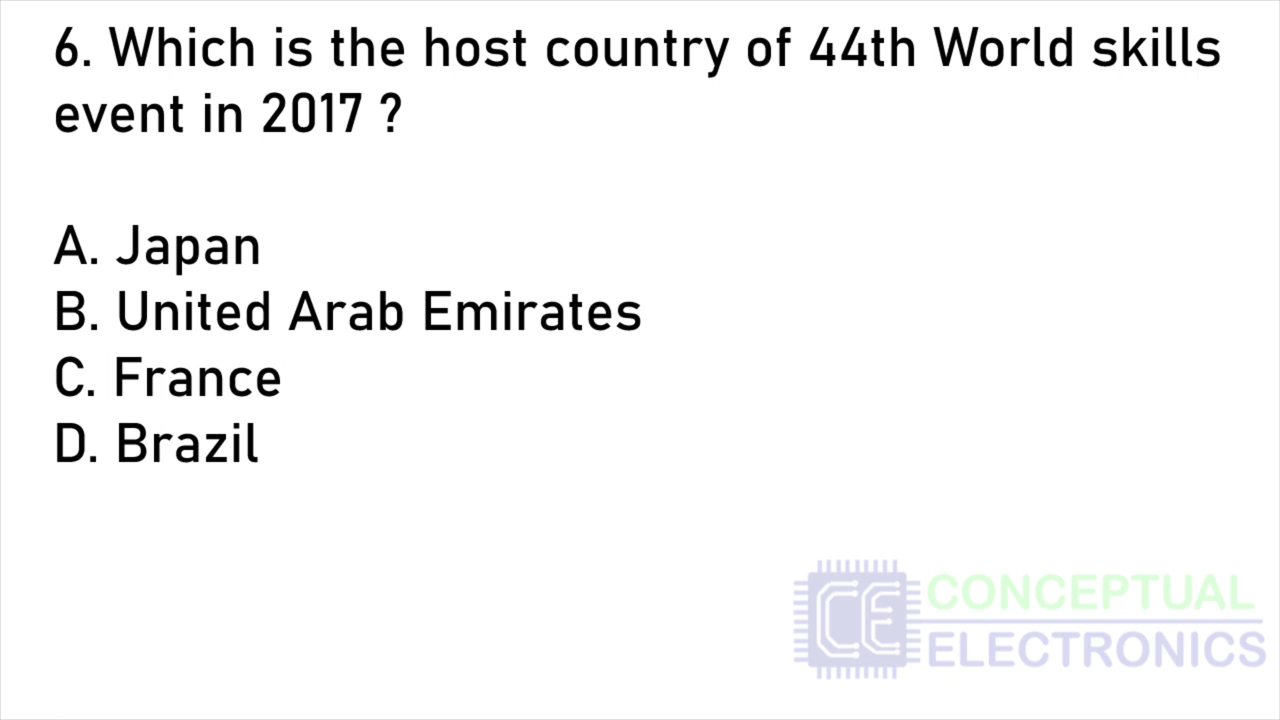 6. Which is the host country of 44th World skills
event in 2017 ?
A. Japan
B. United Arab Emirates
C. France
D. Brazil
CE
CONCEPTUAL
ELECTRONICS